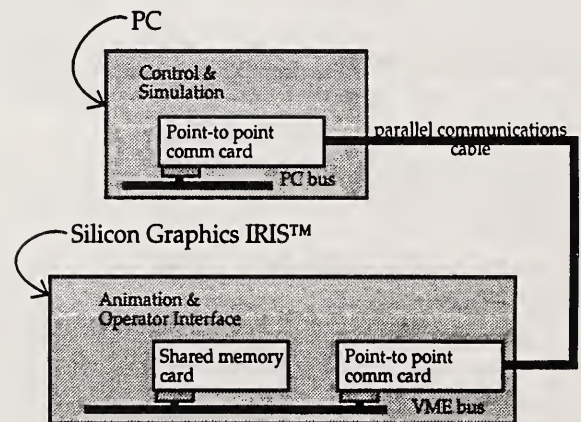 PC
Control &
Simulation
Point-to point
comm card
parallel communications
cable
PC bus
Silicon Graphics IRIS™
Animation &
Operator Interface
Shared memory
card
Point-to point
comm card
VME bus